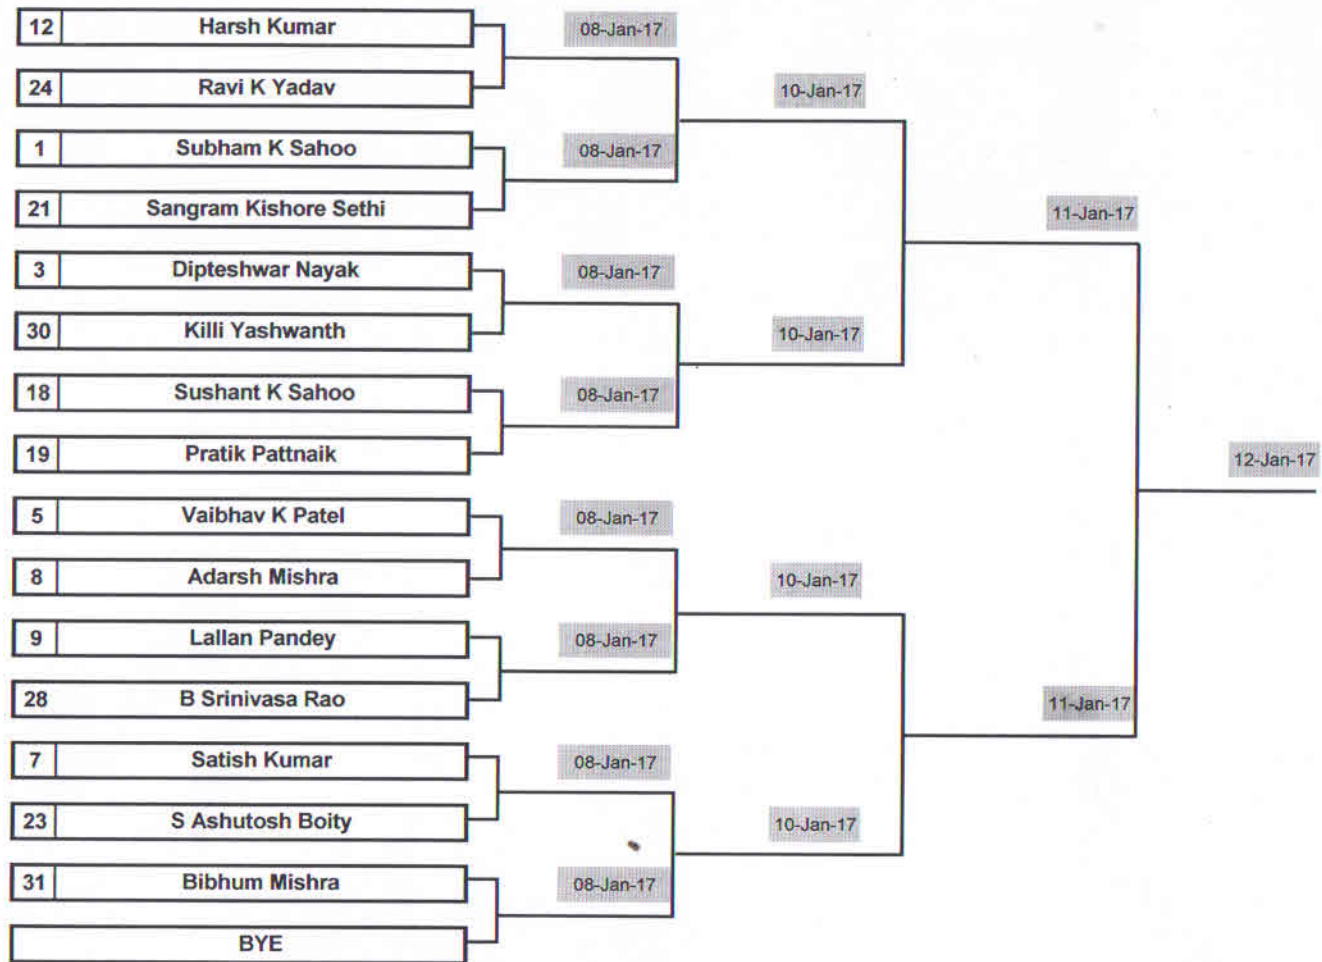 12 Harsh Kumar
08-Jan-17
24 Ravi K Yadav
10-Jan-17
1 Subham K Sahoo
08-Jan-17
21 Sangram Kishore Sethi
11-Jan-17
3 Dipteshwar Nayak
08-Jan-17
30 Killi Yashwanth
10-Jan-17
18 Sushant K Sahoo
08-Jan-17
19 Pratik Pattnaik
12-Jan-17
5 Vaibhav K Patel
08-Jan-17
8 Adarsh Mishra
10-Jan-17
9 Lallan Pandey
08-Jan-17
28 B Srinivasa Rao
11-Jan-17
7 Satish Kumar
08-Jan-17
23 S Ashutosh Boity
10-Jan-17
31 Bibhum Mishra
08-Jan-17
BYE